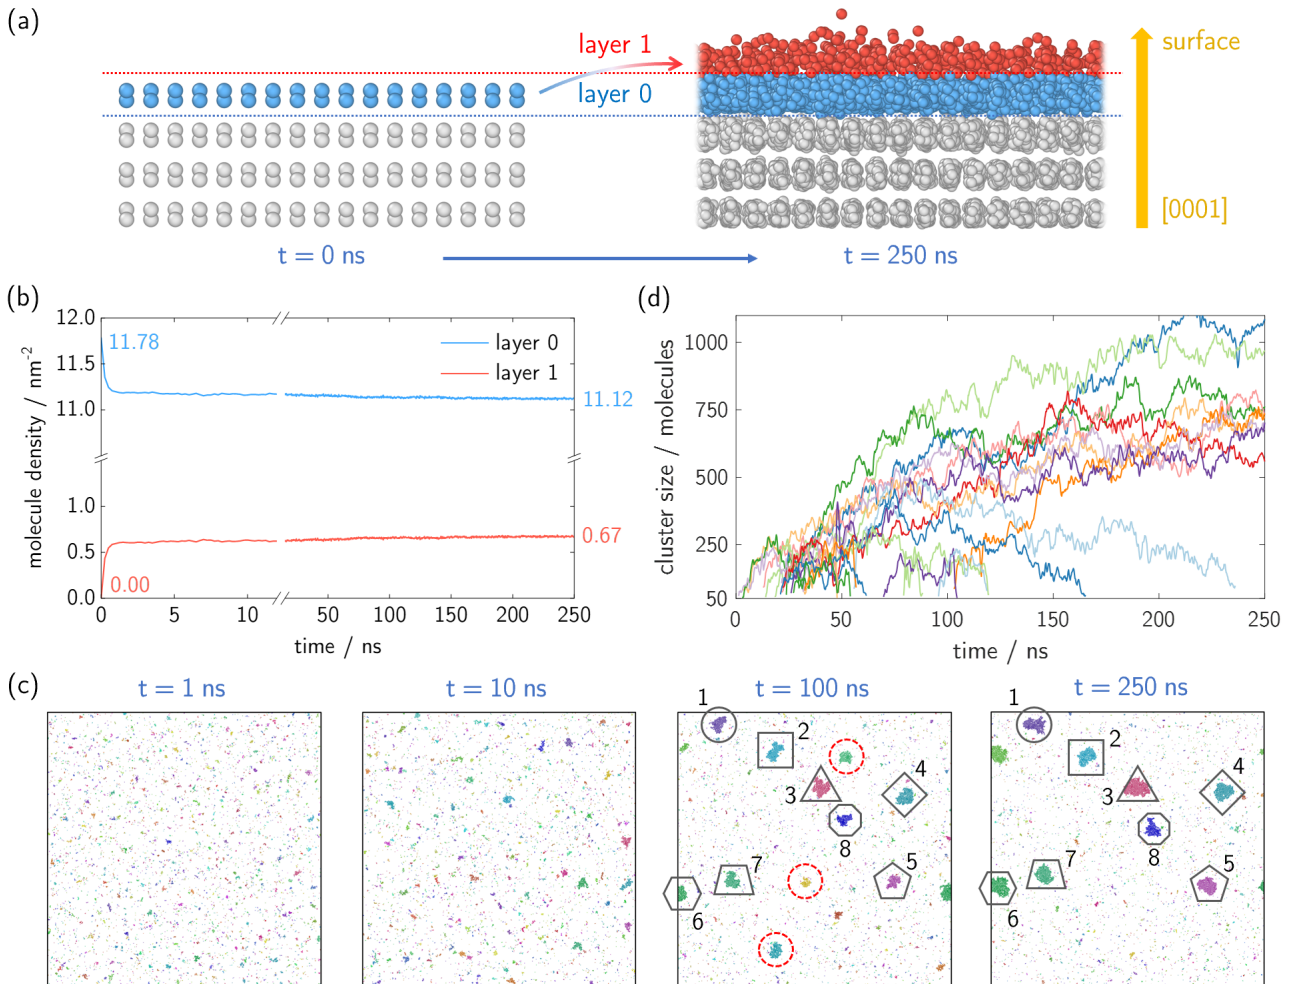 (a)
layer 1
layer 0
surface
[0001]
t = 0 ns
t = 250 ns
(b)
molecule density / nm-2
12.0
11.5
11.0
1.0
0.5
0.0
11.78
layer 0
layer 1
11.12
0.67
0.00
0 5 10 50 100 150 200 250
time / ns
(d)
cluster size / molecules
1000
750
500
250
50
0 50 100 150 200 250
time / ns
(c)
t = 1 ns
t = 10 ns
t = 100 ns
1
2
3
4
8
7
5
6
t = 250 ns
1
2
3
4
8
7
5
6